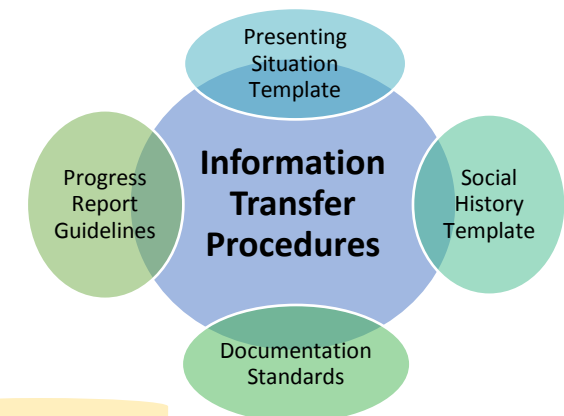 Presenting
Situation
Template
Information
Transfer
Procedures
Progress
Report
Guidelines
Social
History
Template
Documentation
Standards